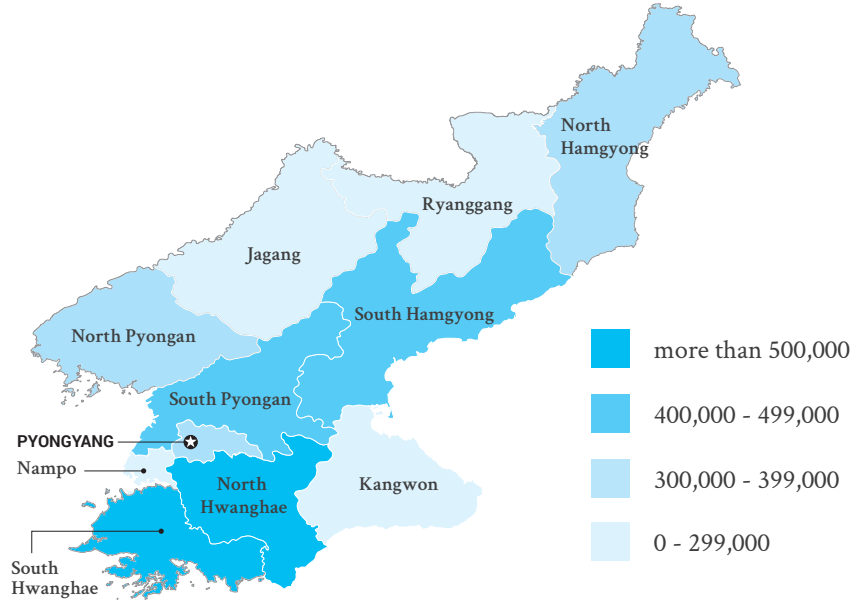 North
Hamgyong
Ryanggang
Jagang
South Hamgyong
North Pyongan
South Pyongan
PYONGYANG
Nampo
North
Hwanghae
Kangwon
South
Hwanghae
more than 500,000
400,000 - 499,000
300,000 - 399,000
0 - 299,000